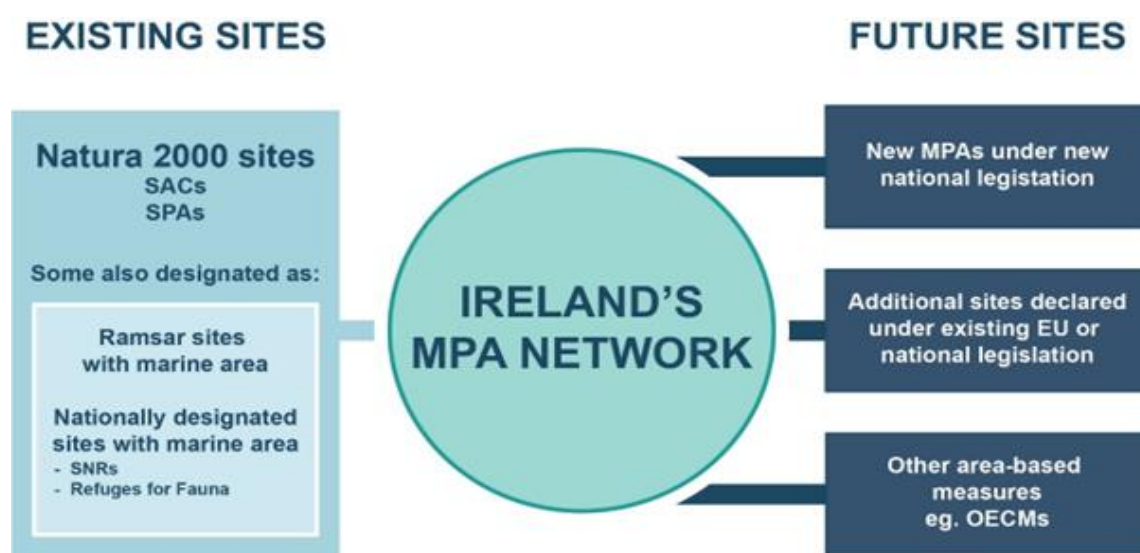 EXISTING SITES
Natura 2000 sites
SACs
SPAs
Some also designated as:
Ramsar sites
with marine area
Nationally designated
sites with marine area
- SNRs
- Refuges for Fauna
IRELAND’S
MPA NETWORK
FUTURE SITES
New MPAs under new
national legistation
Additional sites declared
under existing EU or
national legislation
Other area-based
measures
eg. OECMs